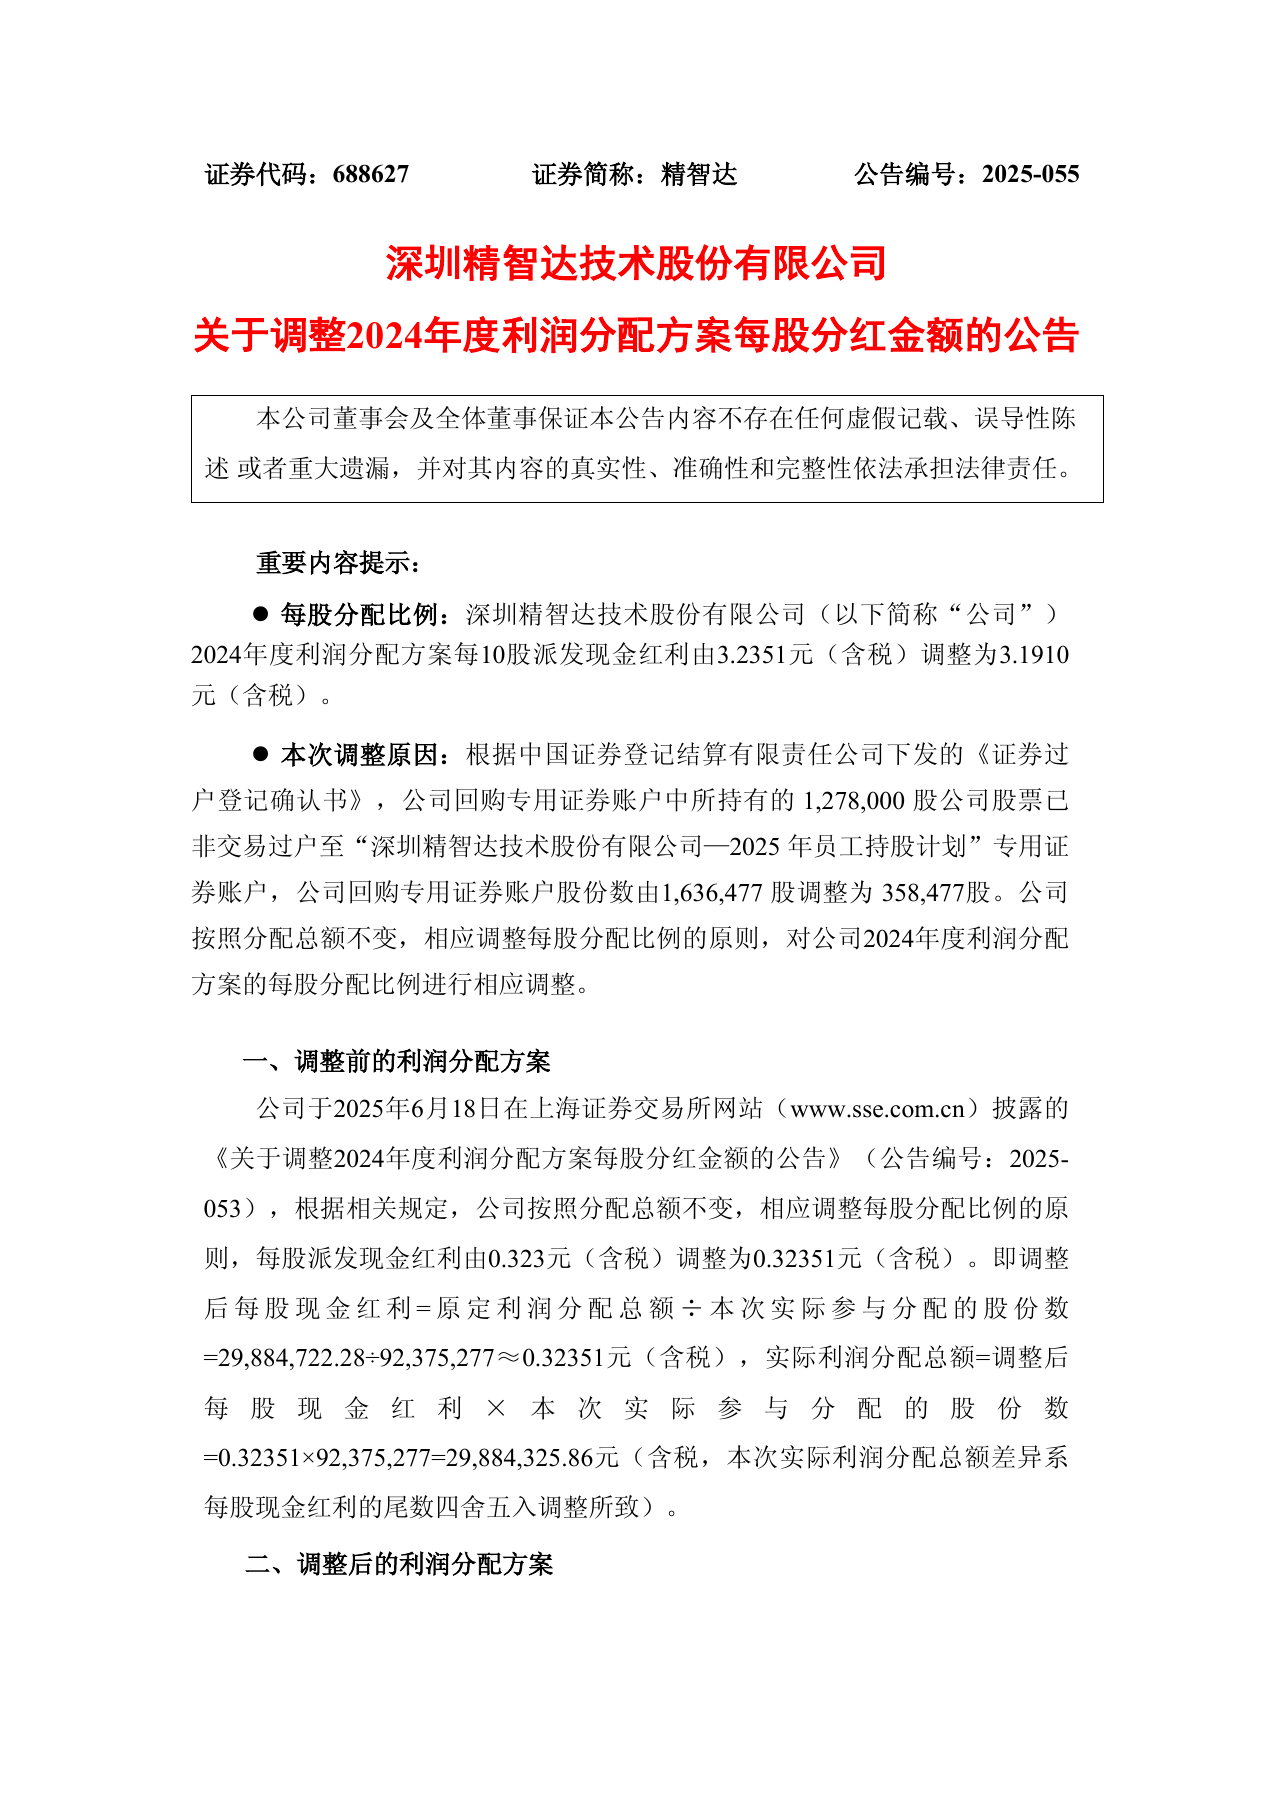 证券代码：688627 证券简称：精智达 公告编号：2025-055
深圳精智达技术股份有限公司
关于调整2024年度利润分配方案每股分红金额的公告
本公司董事会及全体董事保证本公告内容不存在任何虚假记载、误导性陈
述 或者重大遗漏，并对其内容的真实性、准确性和完整性依法承担法律责任。
重要内容提示：
● 每股分配比例：深圳精智达技术股份有限公司（以下简称“公司”）
2024年度利润分配方案每10股派发现金红利由3.2351元（含税）调整为3.1910
元（含税）。
● 本次调整原因：根据中国证券登记结算有限责任公司下发的《证券过
户登记确认书》，公司回购专用证券账户中所持有的 1,278,000 股公司股票已
非交易过户至“深圳精智达技术股份有限公司—2025 年员工持股计划”专用证
券账户，公司回购专用证券账户股份数由1,636,477 股调整为 358,477股。公司
按照分配总额不变，相应调整每股分配比例的原则，对公司2024年度利润分配
方案的每股分配比例进行相应调整。
一、调整前的利润分配方案
公司于2025年6月18日在上海证券交易所网站（www.sse.com.cn）披露的
《关于调整2024年度利润分配方案每股分红金额的公告》（公告编号：2025-
053），根据相关规定，公司按照分配总额不变，相应调整每股分配比例的原
则，每股派发现金红利由0.323元（含税）调整为0.32351元（含税）。即调整
后每股现金红利=原定利润分配总额÷本次实际参与分配的股份数
=29,884,722.28÷92,375,277≈0.32351元（含税），实际利润分配总额=调整后
每股现金红利×本次实际参与分配的股份数
=0.32351×92,375,277=29,884,325.86元（含税，本次实际利润分配总额差异系
每股现金红利的尾数四舍五入调整所致）。
二、调整后的利润分配方案